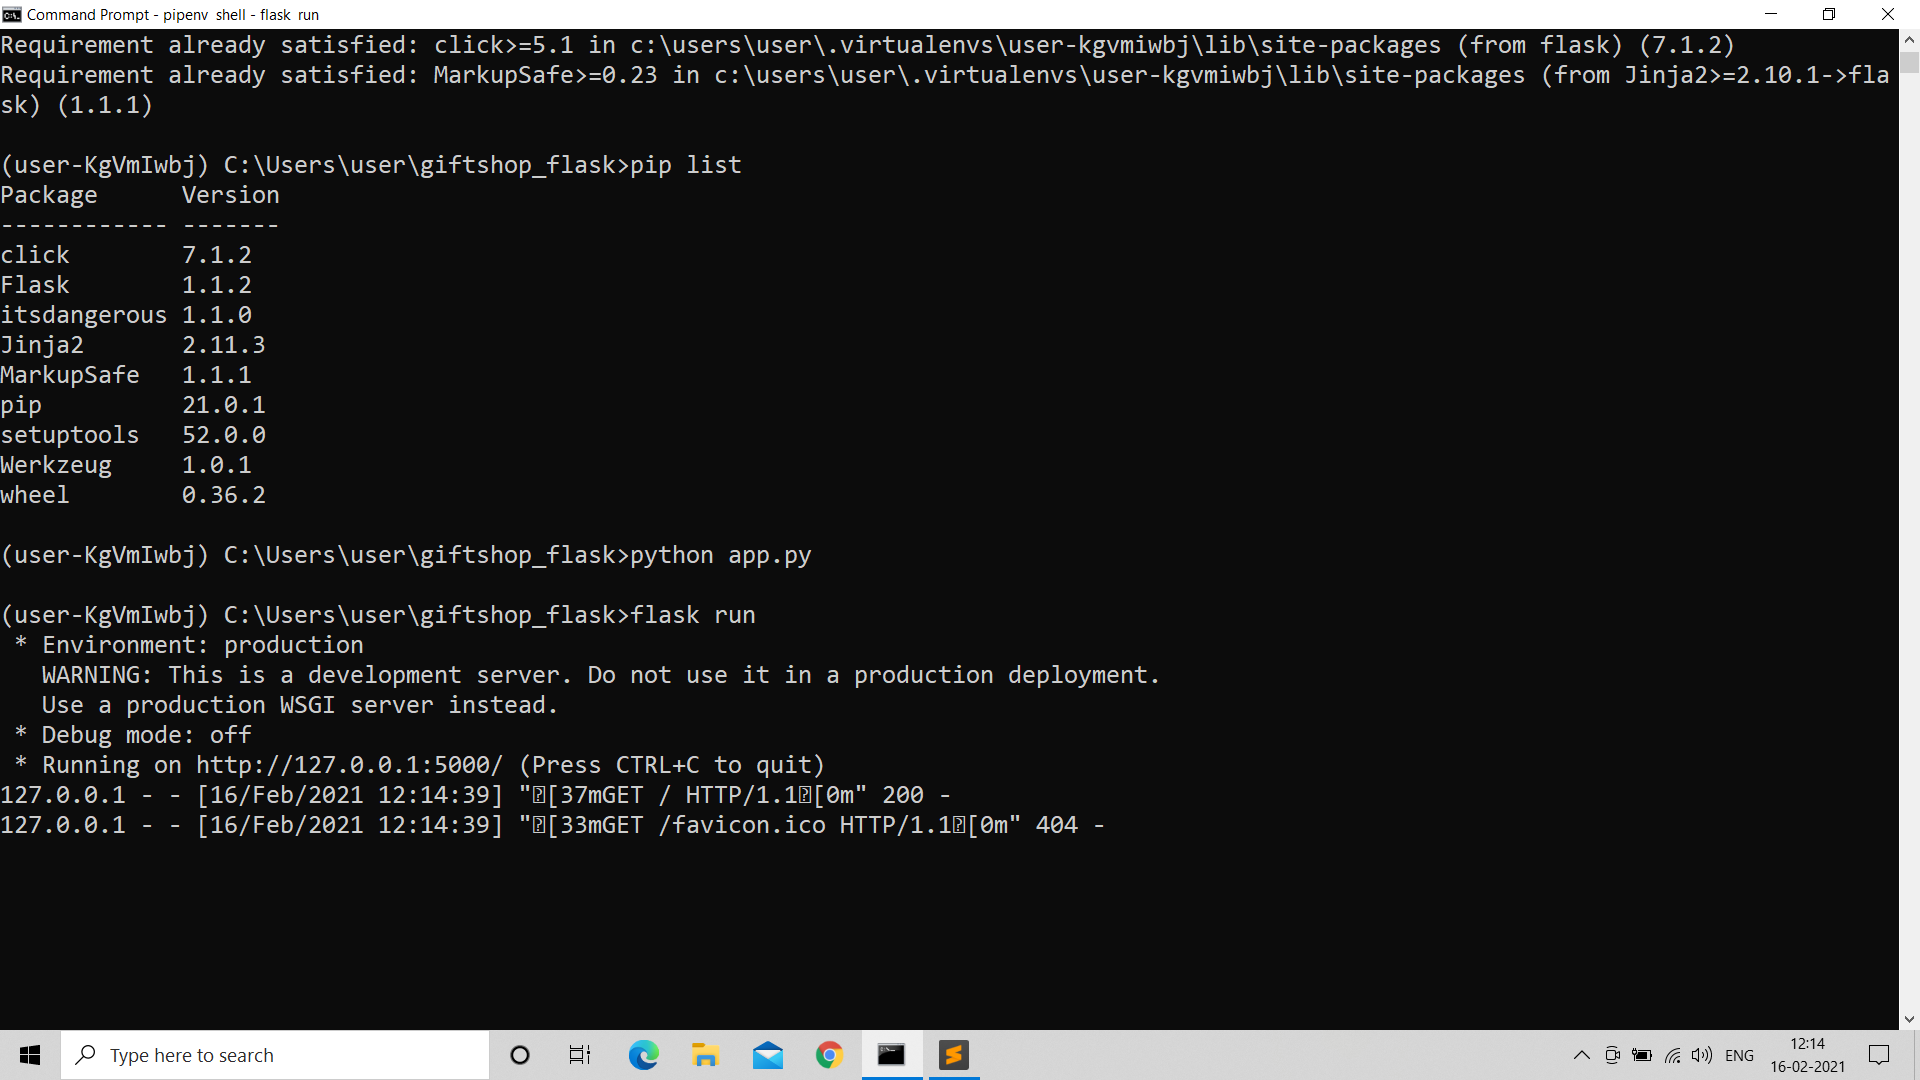 Command Prompt - pipenv  shell - flask  run
Requirement already satisfied: click>=5.1 in c:\users\user\.virtualenvs\user-kgvmiwbj\lib\site-packages (from flask) (7.1.2)
Requirement already satisfied: MarkupSafe>=0.23 in c:\users\user\.virtualenvs\user-kgvmiwbj\lib\site-packages (from Jinja2>=2.10.1->fla
sk) (1.1.1)
(user-KgVmIwbj) C:\Users\user\giftshop_flask>pip list
Package      Version
------------ -------
click        7.1.2
Flask        1.1.2
itsdangerous 1.1.0
Jinja2       2.11.3
MarkupSafe   1.1.1
pip          21.0.1
setuptools   52.0.0
Werkzeug     1.0.1
wheel        0.36.2
(user-KgVmIwbj) C:\Users\user\giftshop_flask>python app.py
(user-KgVmIwbj) C:\Users\user\giftshop_flask>flask run
 * Environment: production
   WARNING: This is a development server. Do not use it in a production deployment.
   Use a production WSGI server instead.
 * Debug mode: off
 * Running on http://127.0.0.1:5000/ (Press CTRL+C to quit)
127.0.0.1 - - [16/Feb/2021 12:14:39] "⍰[37mGET / HTTP/1.1⍰[0m" 200 -
127.0.0.1 - - [16/Feb/2021 12:14:39] "⍰[33mGET /favicon.ico HTTP/1.1⍰[0m" 404 -
Type here to search
ENG
12:14
16-02-2021